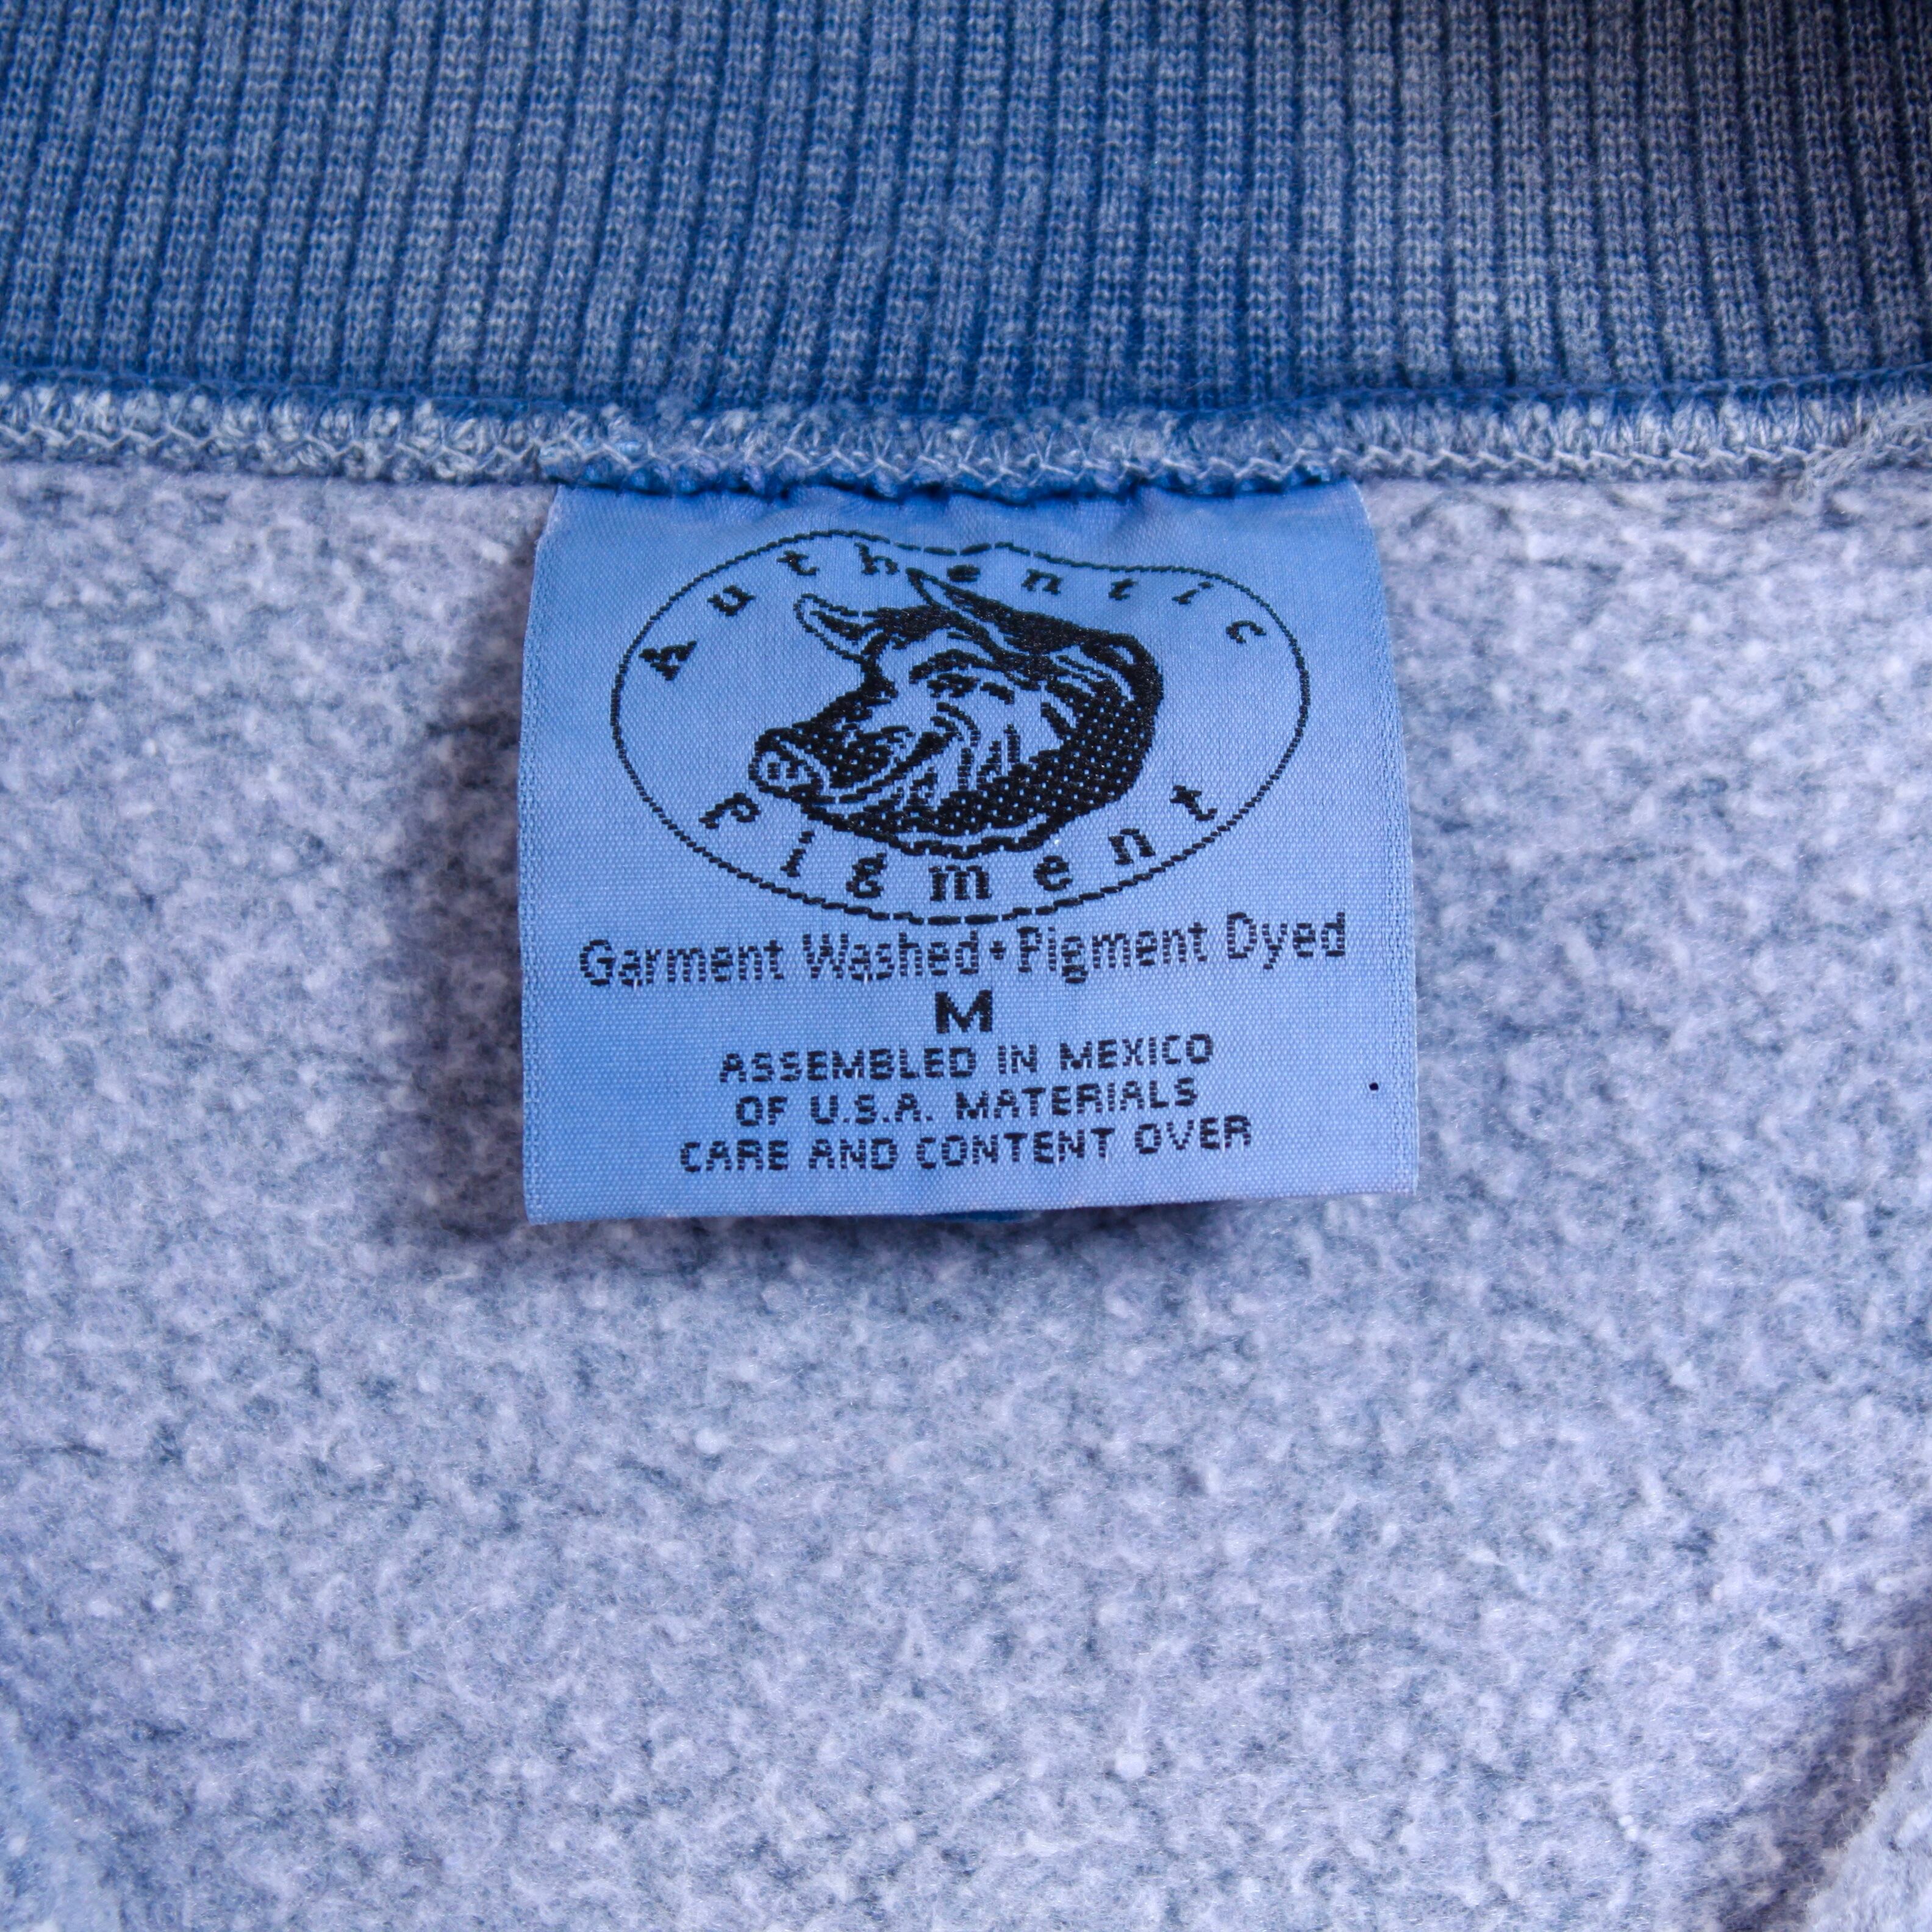 Authentic
Pigment
Garment Washed • Pigment Dyed
M
ASSEMBLED IN MEXICO
OF U.S.A. MATERIALS
CARE AND CONTENT OVER